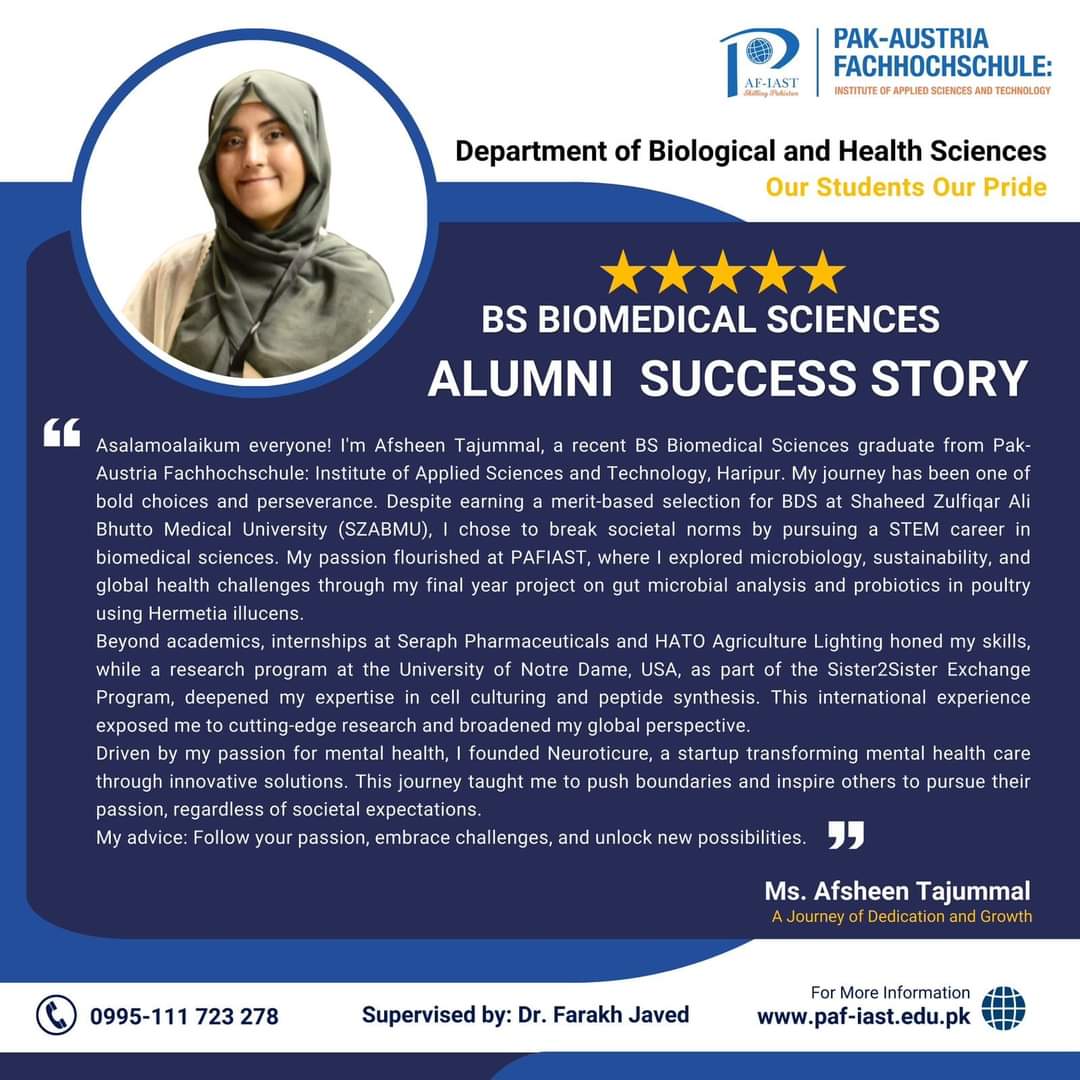 AF-IAST
Skilling Pakistan
PAK-AUSTRIA
FACHHOCHSCHULE:
INSTITUTE OF APPLIED SCIENCES AND TECHNOLOGY
Department of Biological and Health Sciences
Our Students Our Pride
BS BIOMEDICAL SCIENCES
ALUMNI SUCCESS STORY
“
Asalamoalaikum everyone! I'm Afsheen Tajummal, a recent BS Biomedical Sciences graduate from Pak-
Austria Fachhochschule: Institute of Applied Sciences and Technology, Haripur. My journey has been one of
bold choices and perseverance. Despite earning a merit-based selection for BDS at Shaheed Zulfiqar Ali
Bhutto Medical University (SZABMU), I chose to break societal norms by pursuing a STEM career in
biomedical sciences. My passion flourished at PAFIAST, where I explored microbiology, sustainability, and
global health challenges through my final year project on gut microbial analysis and probiotics in poultry
using Hermetia illucens.
Beyond academics, internships at Seraph Pharmaceuticals and HATO Agriculture Lighting honed my skills,
while a research program at the University of Notre Dame, USA, as part of the Sister2Sister Exchange
Program, deepened my expertise in cell culturing and peptide synthesis. This international experience
exposed me to cutting-edge research and broadened my global perspective.
Driven by my passion for mental health, I founded Neuroticure, a startup transforming mental health care
through innovative solutions. This journey taught me to push boundaries and inspire others to pursue their
passion, regardless of societal expectations.
My advice: Follow your passion, embrace challenges, and unlock new possibilities. ”
Ms. Afsheen Tajummal
A Journey of Dedication and Growth
0995-111 723 278
Supervised by: Dr. Farakh Javed
For More Information
www.paf-iast.edu.pk